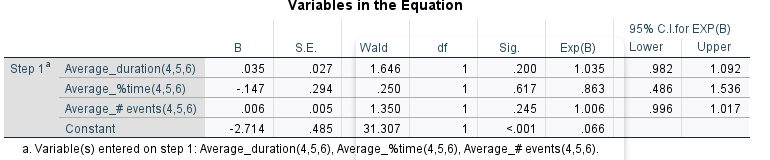 Variables in the Equation
95% C.I.for EXP(B)
B S.E. Wald df Sig. Exp(B) Lower Upper
Step 1a Average_duration(4,5,6) .035 .027 1.646 1 .200 1.035 .982 1.092
Average_%time(4,5,6) -.147 .294 .250 1 .617 .863 .486 1.536
Average_# events(4,5,6) .006 .005 1.350 1 .245 1.006 .996 1.017
Constant -2.714 .485 31.307 1 <.001 .066
a. Variable(s) entered on step 1: Average_duration(4,5,6), Average_%time(4,5,6), Average_# events(4,5,6).